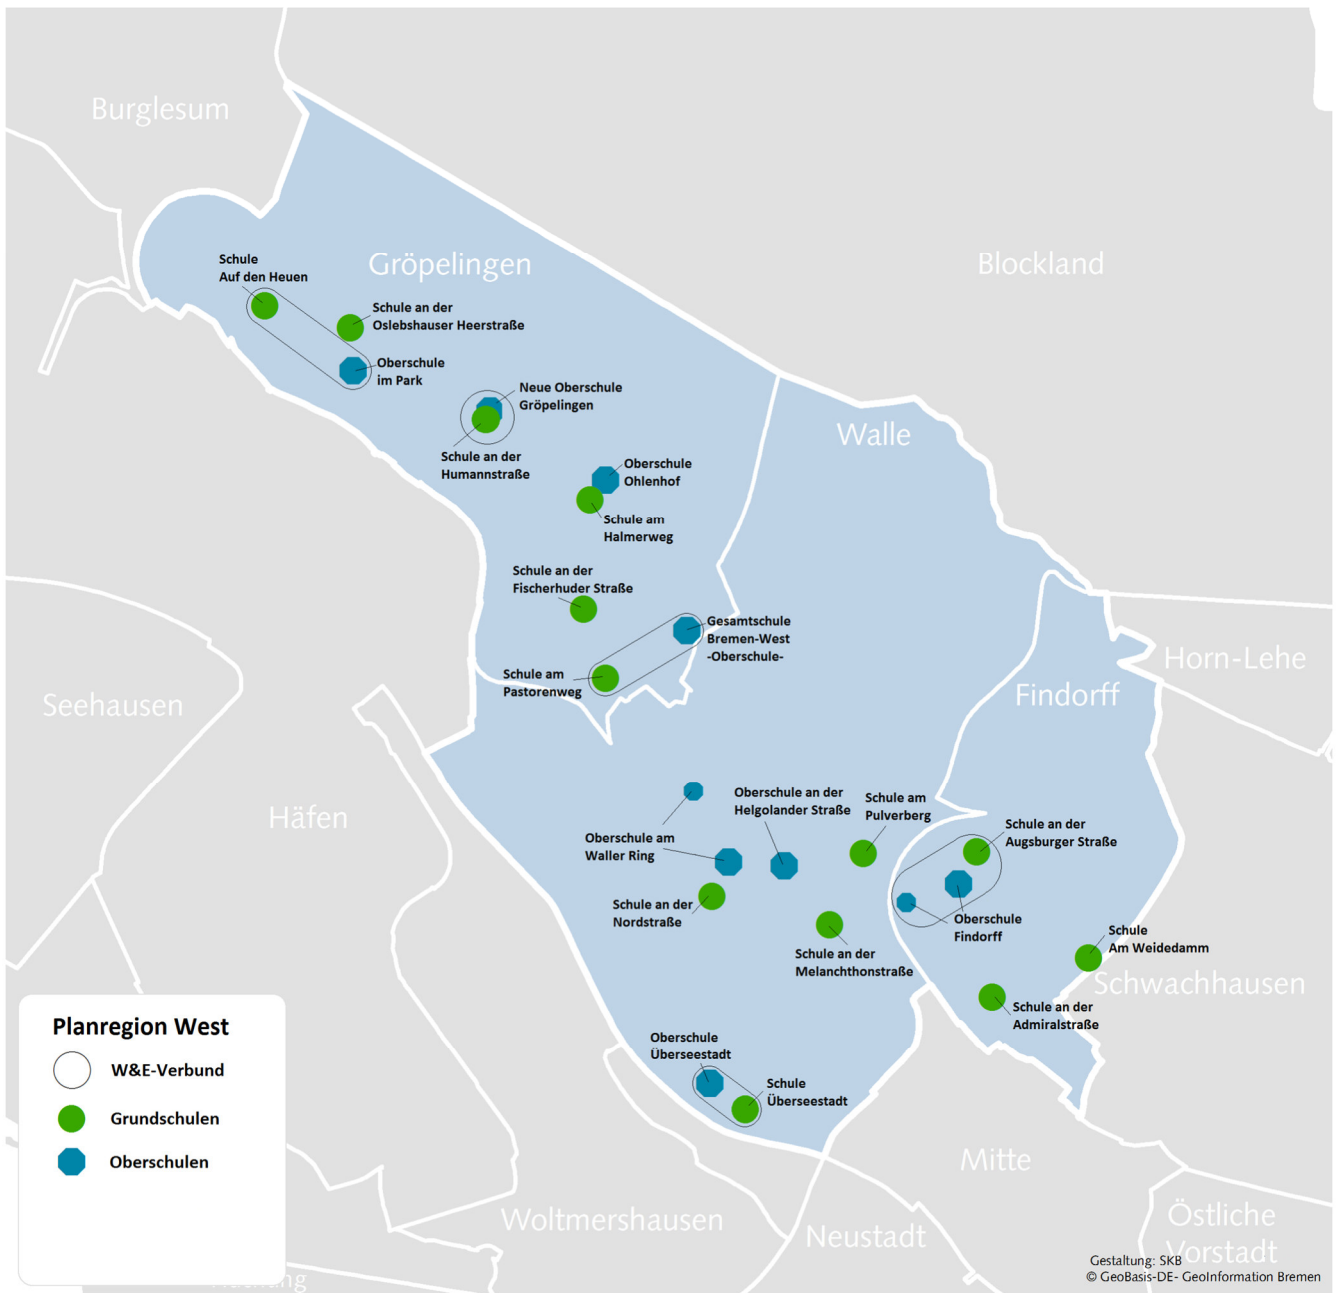 Burglesum
Gröpelingen
Blockland
Schule
Auf den Heuen
Schule an der
Oslebshauser Heerstraße
Oberschule
im Park
Neue Oberschule
Gröpelingen
Schule an der
Humannstraße
Walle
Oberschule
Ohlenhof
Schule am
Halmerweg
Schule an der
Fischerhuder Straße
Gesamtschule
Bremen-West
-Oberschule-
Schule am
Pastorenweg
Horn-Lehe
Findorff
Seehausen
Häfen
Oberschule an der
Helgolander Straße
Schule am
Pulverberg
Schule an der
Augsburger Straße
Oberschule am
Waller Ring
Schule an der
Nordstraße
Oberschule
Findorff
Schule
Am Weidedamm
Schule an der
Melanchthonstraße
Schwachhausen
Schule an der
Admiralstraße
Planregion West
W&E-Verbund
Grundschulen
Oberschulen
Oberschule
Überseestadt
Schule
Überseestadt
Mitte
Woltmershausen
Neustadt
Östliche
Vorstadt
Gestaltung: SKB
© GeoBasis-DE- GeoInformation Bremen